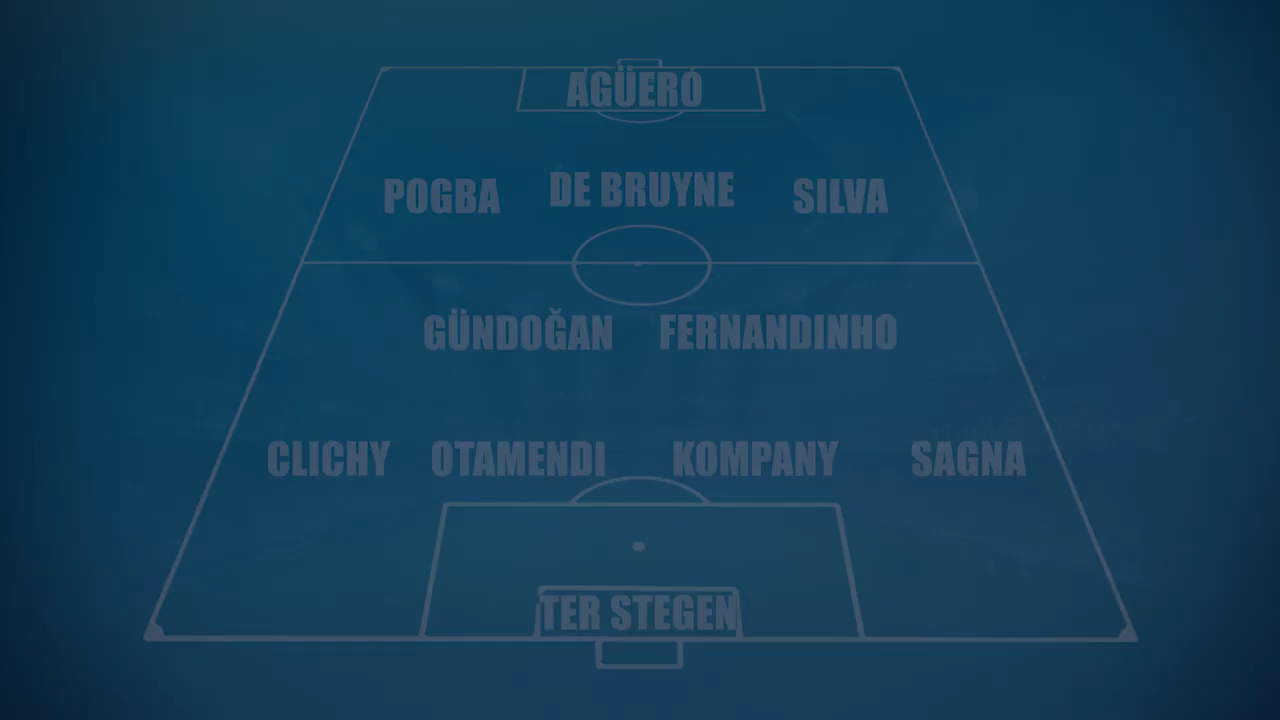 AGÜERO
POGBA DE BRUYNE SILVA
GÜNDOĞAN FERNANDINHO
CLICHY OTAMENDI KOMPANY SAGNA
TER STEGEN